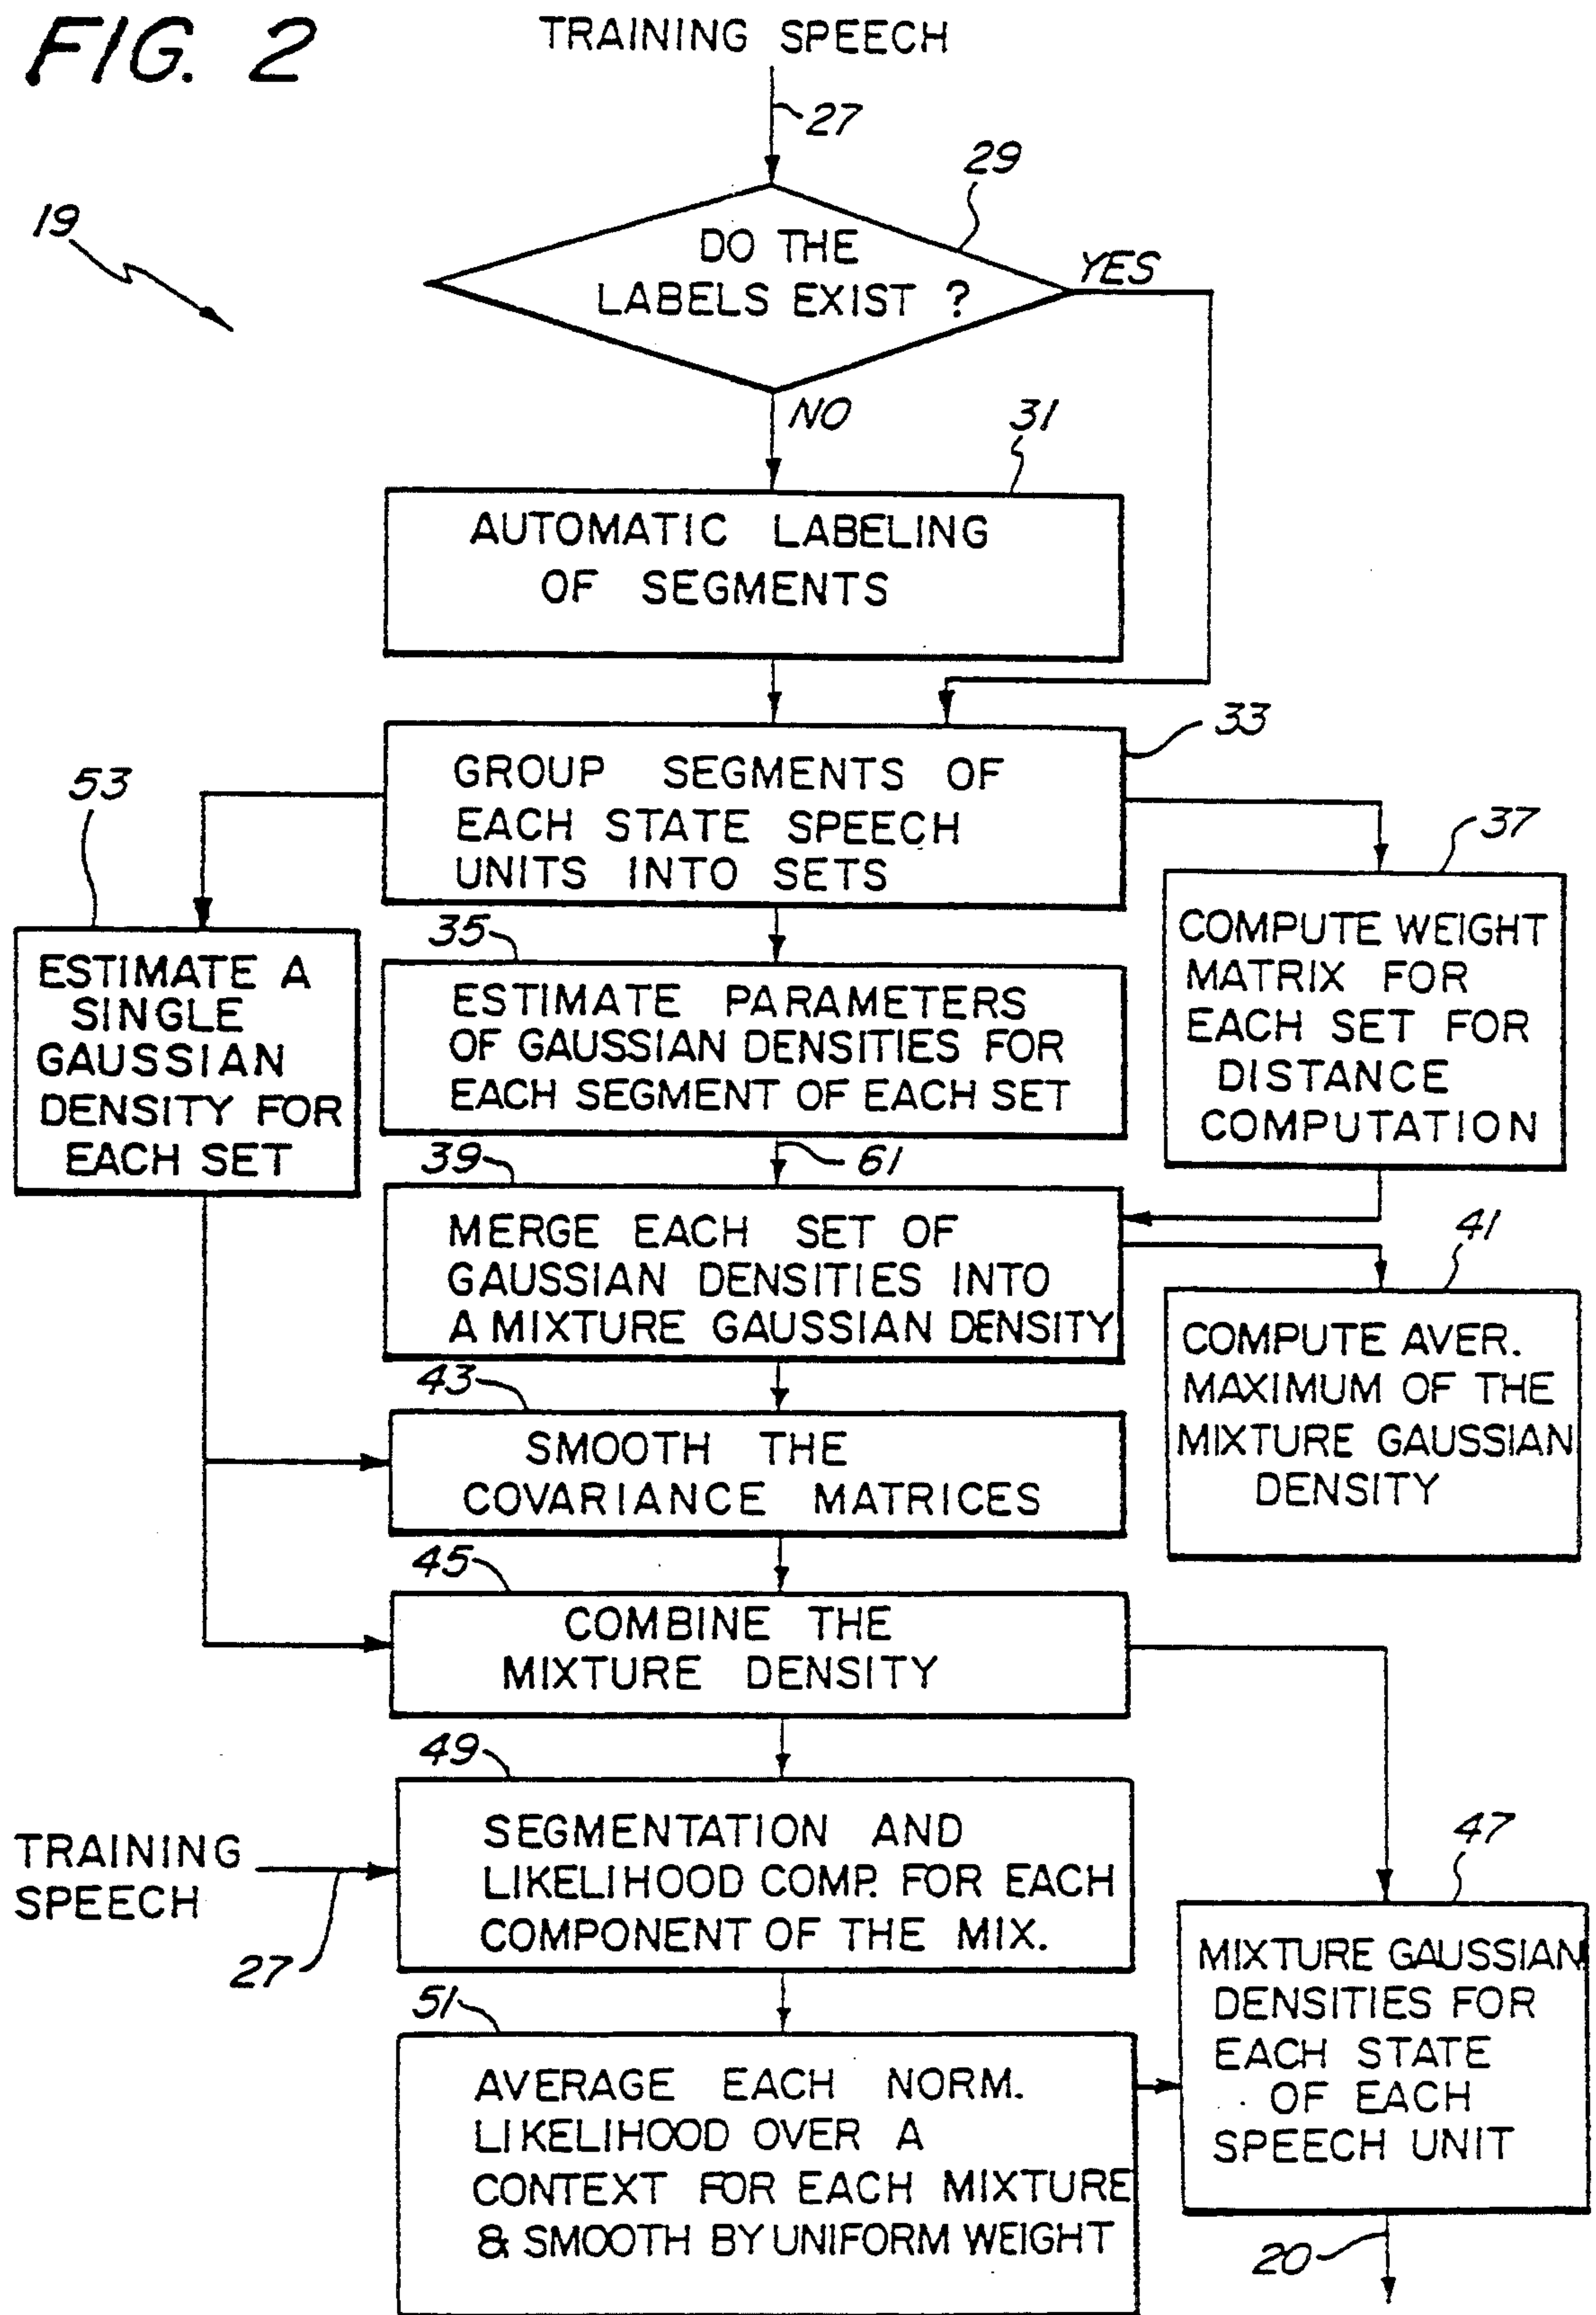 FIG. 2
TRAINING SPEECH
27
29
19
DO THE
LABELS EXIST ?
YES
NO
31
AUTOMATIC LABELING
OF SEGMENTS
33
GROUP SEGMENTS OF
EACH STATE SPEECH
UNITS INTO SETS
53
ESTIMATE A
SINGLE
GAUSSIAN
DENSITY FOR
EACH SET
37
COMPUTE WEIGHT
MATRIX FOR
EACH SET FOR
DISTANCE
COMPUTATION
35
ESTIMATE PARAMETERS
OF GAUSSIAN DENSITIES FOR
EACH SEGMENT OF EACH SET
61
39
MERGE EACH SET OF
GAUSSIAN DENSITIES INTO
A MIXTURE GAUSSIAN DENSITY
41
COMPUTE AVER.
MAXIMUM OF THE
MIXTURE GAUSSIAN
DENSITY
43
SMOOTH THE
COVARIANCE MATRICES
45
COMBINE THE
MIXTURE DENSITY
49
SEGMENTATION AND
LIKELIHOOD COMP. FOR EACH
COMPONENT OF THE MIX.
TRAINING
SPEECH
27
47
MIXTURE GAUSSIAN
DENSITIES FOR
EACH STATE
OF EACH
SPEECH UNIT
51
AVERAGE EACH NORM.
LIKELIHOOD OVER A
CONTEXT FOR EACH MIXTURE
& SMOOTH BY UNIFORM WEIGHT
20